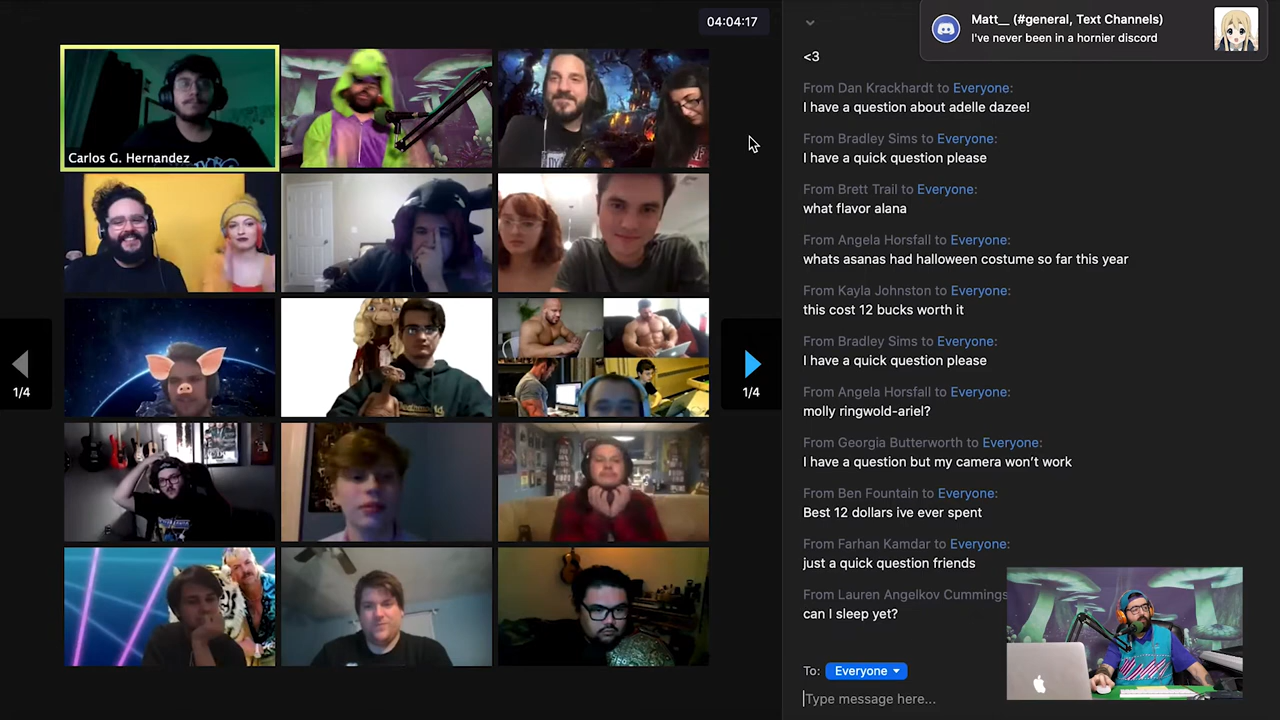 04:04:17
Matt__ (#general, Text Channels)
I've never been in a hornier discord
<3
From Dan Krackhardt to Everyone:
I have a question about adelle dazee!
From Bradley Sims to Everyone:
I have a quick question please
From Brett Trail to Everyone:
what flavor alana
From Angela Horsfall to Everyone:
whats asanas had halloween costume so far this year
From Kayla Johnston to Everyone:
this cost 12 bucks worth it
From Bradley Sims to Everyone:
I have a quick question please
From Angela Horsfall to Everyone:
molly ringwold-ariel?
From Georgia Butterworth to Everyone:
I have a question but my camera won't work
From Ben Fountain to Everyone:
Best 12 dollars ive ever spent
From Farhan Kamdar to Everyone:
just a quick question friends
From Lauren Angelkov Cummings
can I sleep yet?
To: Everyone
Type message here...
Carlos G. Hernandez
1/4
1/4